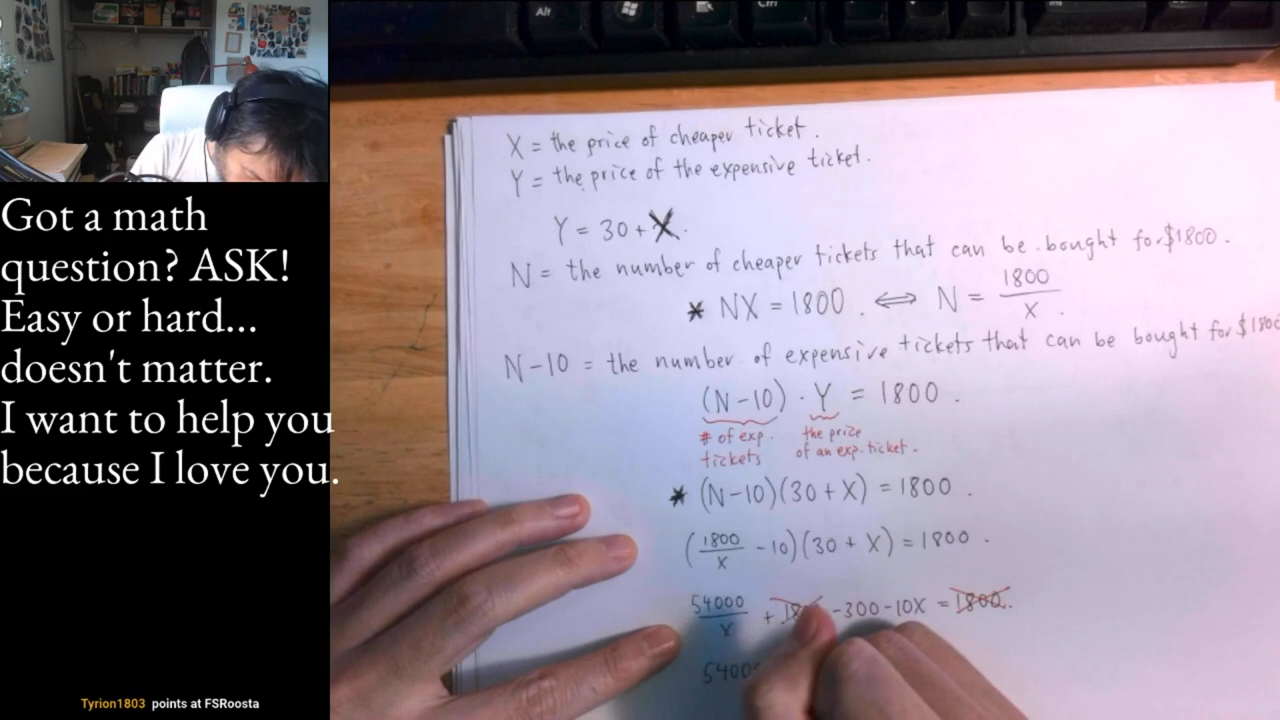 Alt
Ctrl
Got a math
question? ASK!
Easy or hard...
doesn't matter.
I want to help you
because I love you.
Tyrion1803 points at FSRoosta
X = the price of cheaper ticket.
Y = the price of the expensive ticket.
Y = 30 + X.
N = the number of cheaper tickets that can be bought for $1800.
* NX = 1800. ⟺ N = 1800/X.
N-10 = the number of expensive tickets that can be bought for $1800
(N-10) · Y = 1800.
# of exp. tickets
the price of an exp. ticket.
* (N-10)(30+X) = 1800.
(1800/X - 10)(30 + X) = 1800.
54000/X + 18 -300-10X = 1800.
5400